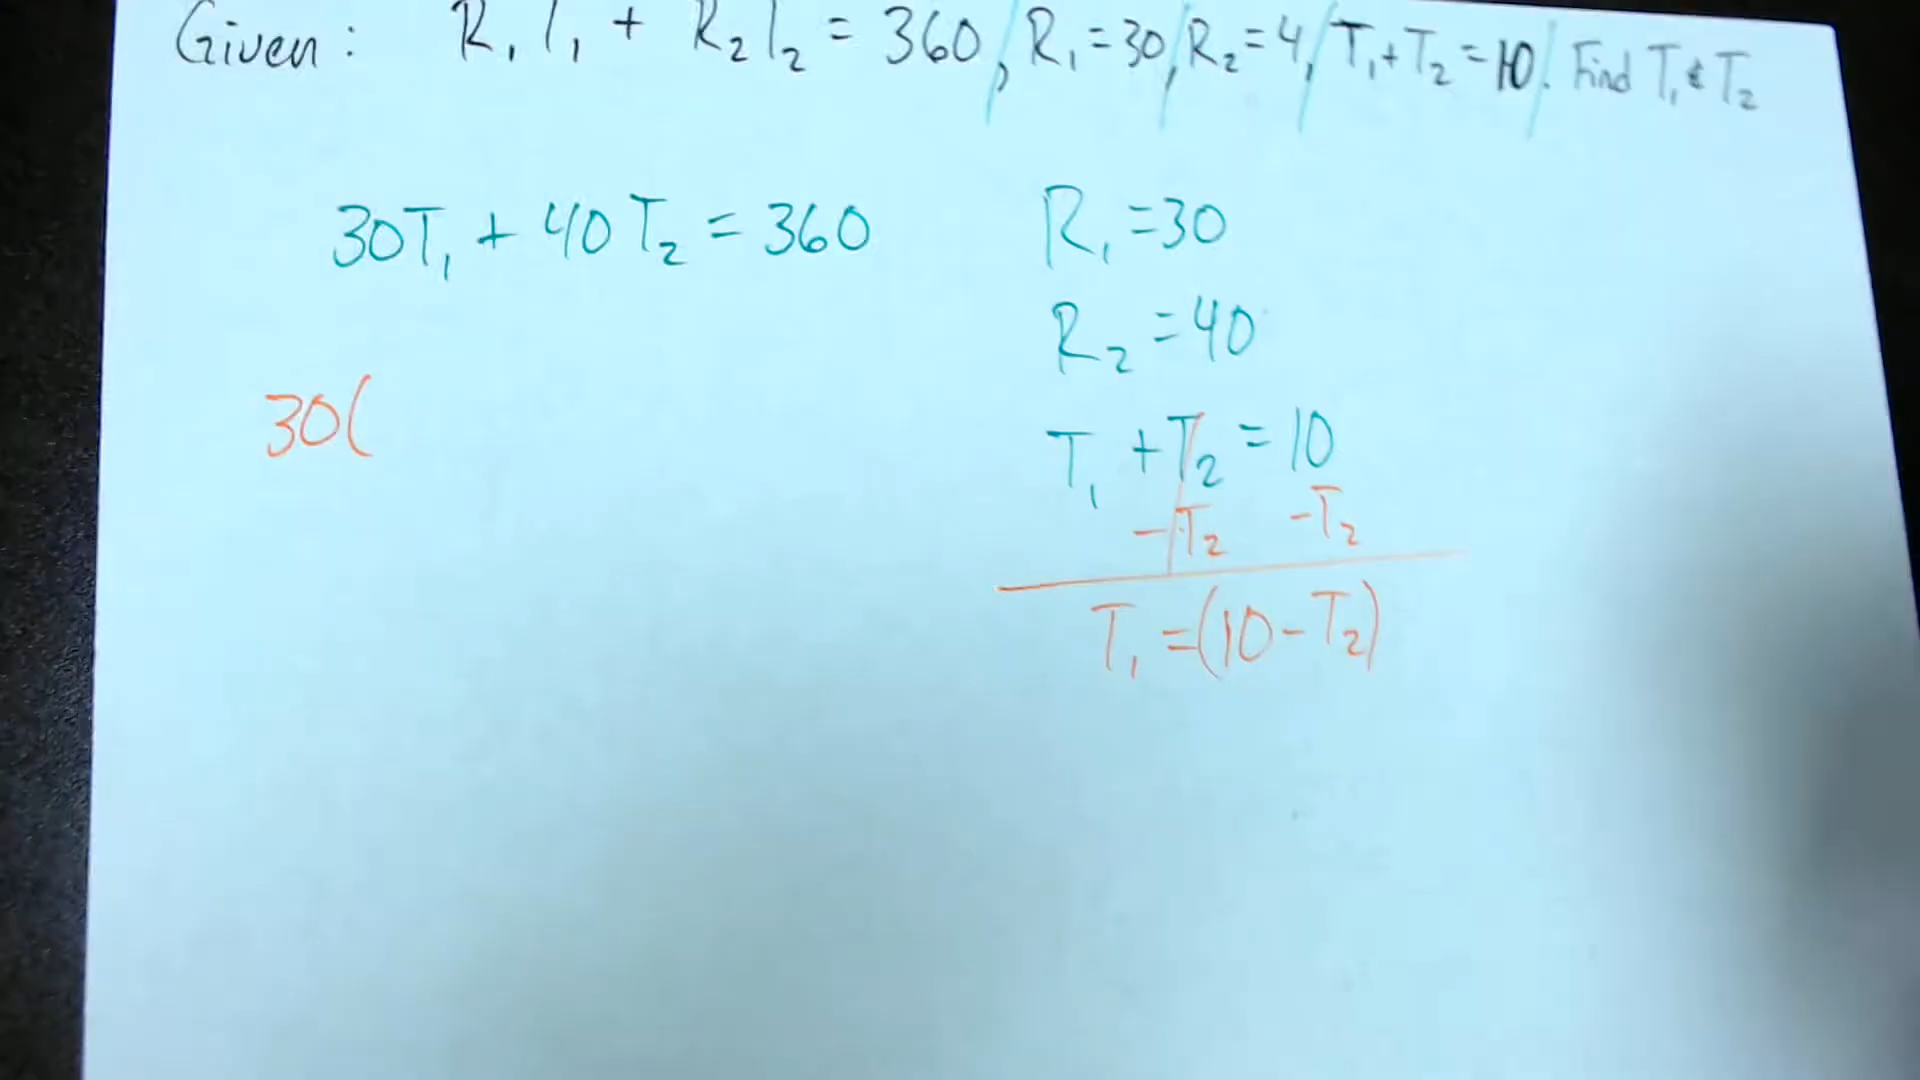 Given: R₁T₁ + R₂T₂ = 360, R₁=30, R₂=4, T₁+T₂=10. Find T₁ & T₂
30T₁ + 40T₂ = 360
30(
R₁=30
R₂=40
T₁+T₂=10
-T₂ -T₂
T₁=(10-T₂)